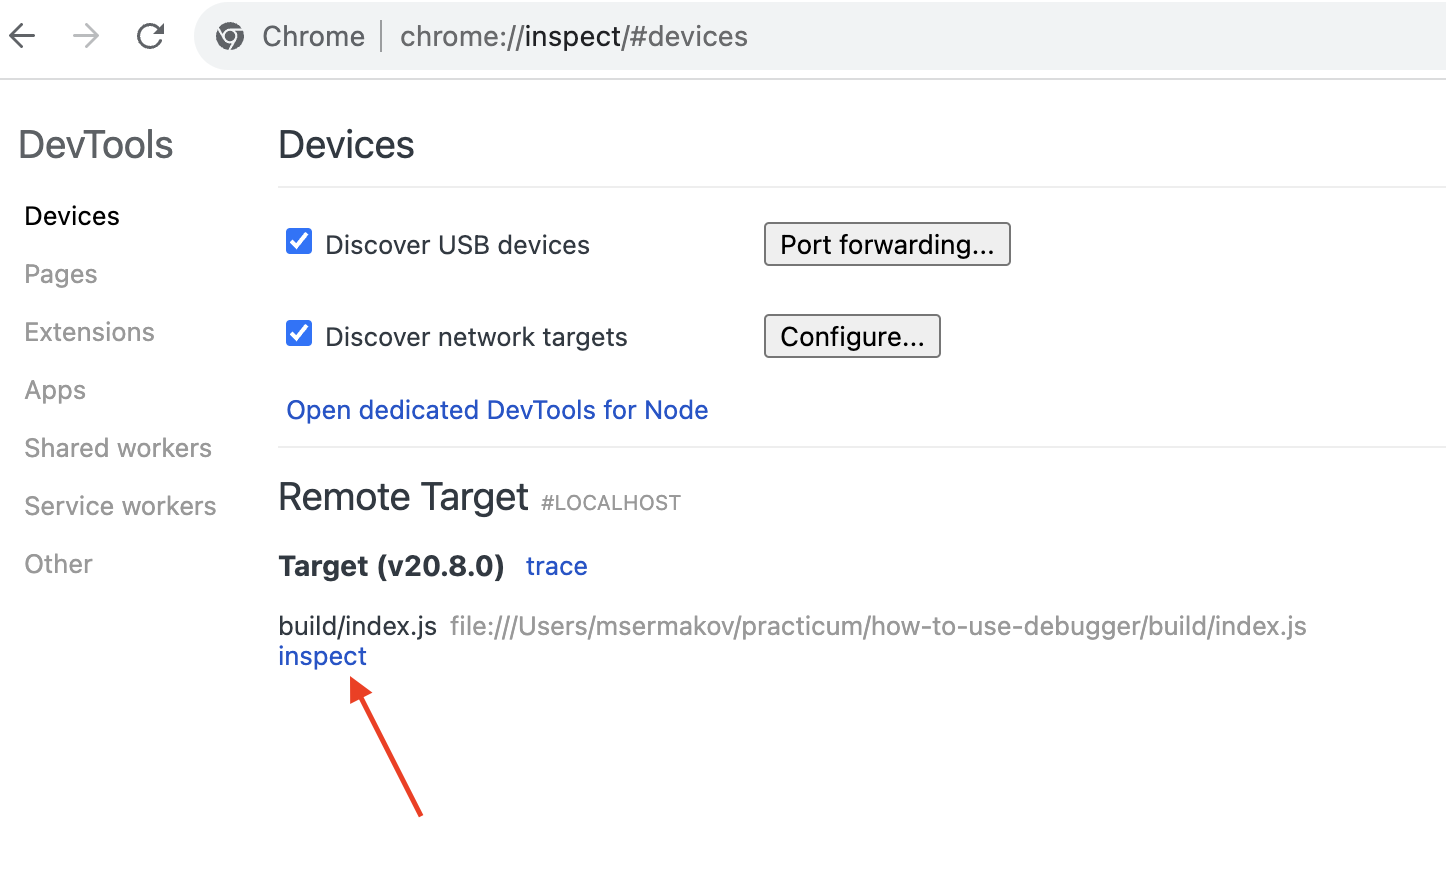 Chrome chrome://inspect/#devices
DevTools
Devices
Pages
Extensions
Apps
Shared workers
Service workers
Other
Devices
Discover USB devices Port forwarding...
Discover network targets Configure...
Open dedicated DevTools for Node
Remote Target #LOCALHOST
Target (v20.8.0) trace
build/index.js file:///Users/msermakov/practicum/how-to-use-debugger/build/index.js
inspect